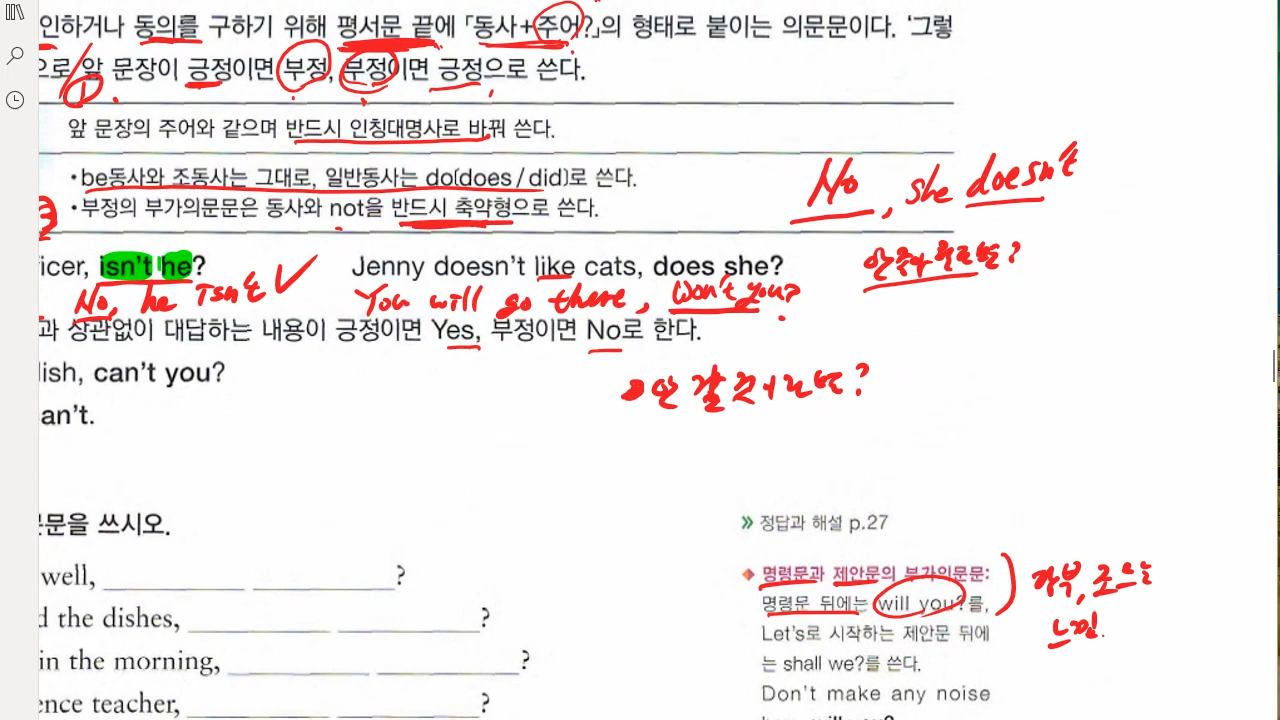 인하거나 동의를 구하기 위해 평서문 끝에 「동사+주어?」의 형태로 붙이는 의문문이다. '그렇
으로 앞 문장이 긍정이면 부정, 부정이면 긍정으로 쓴다.
①
앞 문장의 주어와 같으며 반드시 인칭대명사로 바꿔 쓴다.
•be동사와 조동사는 그대로, 일반동사는 do(does/did)로 쓴다.
•부정의 부가의문문은 동사와 not을 반드시 축약형으로 쓴다.
No, she doesn't
icer, isn't he?
Jenny doesn't like cats, does she?
No, he isn't
You will go there, won't you?
과 상관없이 대답하는 내용이 긍정이면 Yes, 부정이면 No로 한다.
lish, can't you?
안 갈
an't.
문을 쓰시오.
» 정답과 해설 p.27
well, ?
d the dishes, ?
in the morning, ?
ence teacher, ?
명령문과 제안문의 부가의문문:
명령문 뒤에는 will you?를,
Let's로 시작하는 제안문 뒤에
는 shall we?를 쓴다.
Don't make any noise
느낌.